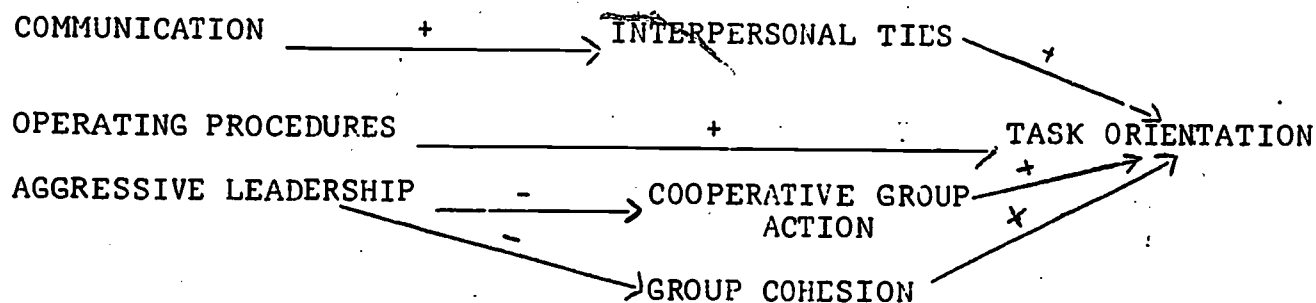 COMMUNICATION + INTERPERSONAL TIES +
OPERATING PROCEDURES + TASK ORIENTATION
AGGRESSIVE LEADERSHIP - COOPERATIVE GROUP +
ACTION
- +
GROUP COHESION